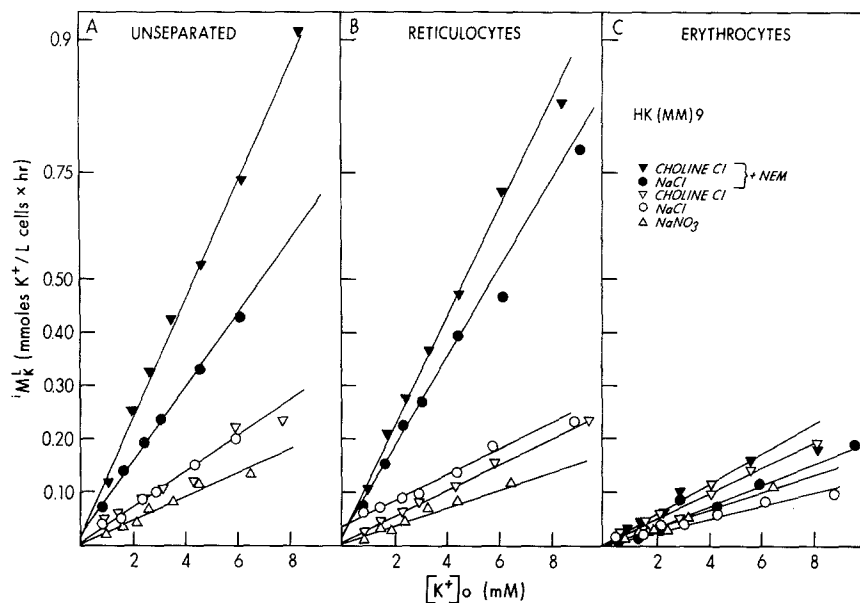 A UNSEPARATED
B RETICULOCYTES
C ERYTHROCYTES
HK (MM) 9
CHOLINE Cl
NaCl
+ NEM
CHOLINE Cl
NaCl
NaNO3
iMLK (mmoles K+/ L cells × hr)
0.9
0.75
0.50
0.40
0.30
0.20
0.10
2 4 6 8
2 4 6 8
2 4 6 8
[K+]o (mM)